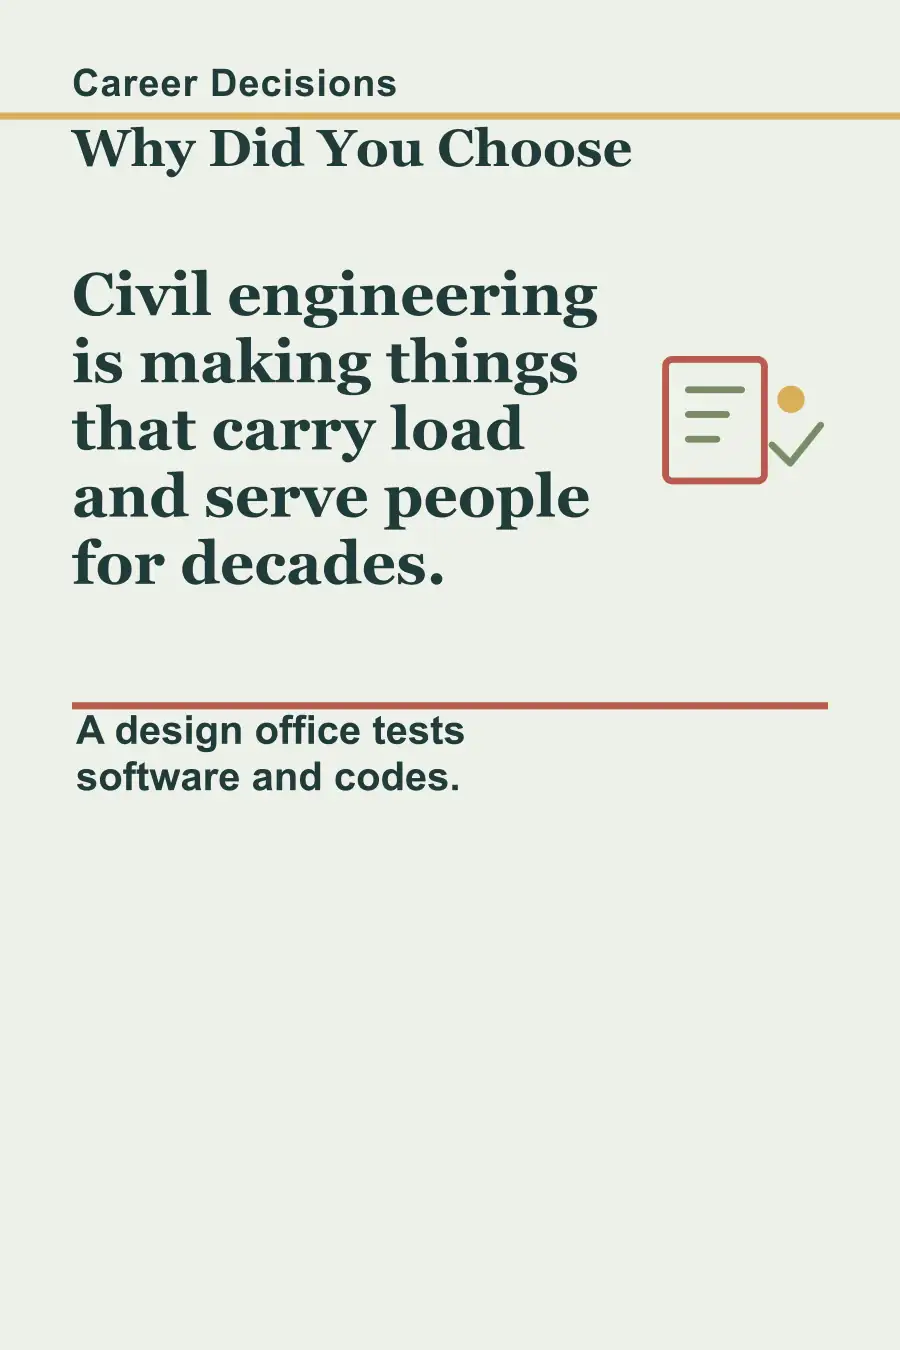 Career Decisions
Why Did You Choose
Civil engineering
is making things
that carry load
and serve people
for decades.
A design office tests
software and codes.